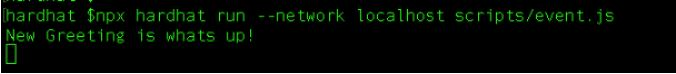 hardhat $npx hardhat run --network localhost scripts/event.js
New Greeting is whats up!